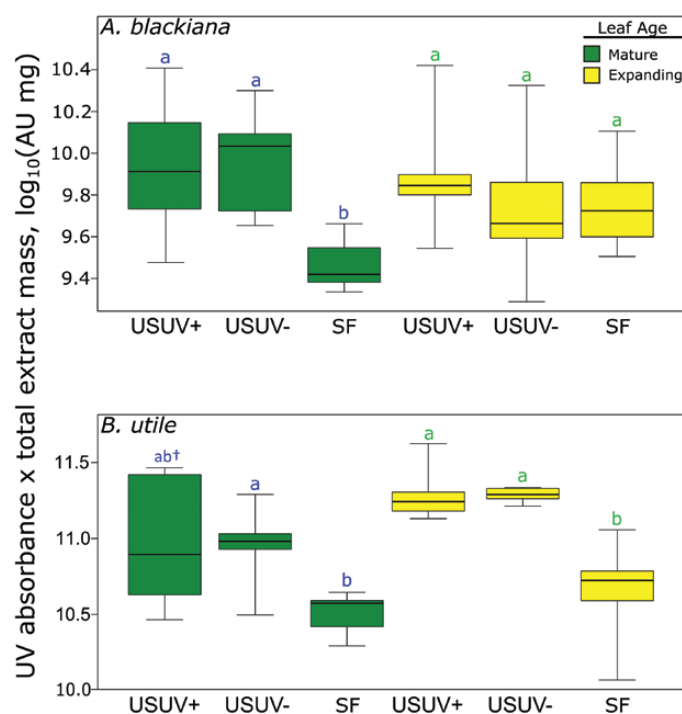 A. blackiana
Leaf Age
Mature
Expanding
UV absorbance x total extract mass, log10(AU mg)
10.4
10.2
10.0
9.8
9.6
9.4
a a b a a a
USUV+ USUV- SF USUV+ USUV- SF
B. utile
11.5
11.0
10.5
10.0
ab† a b a a b
USUV+ USUV- SF USUV+ USUV- SF